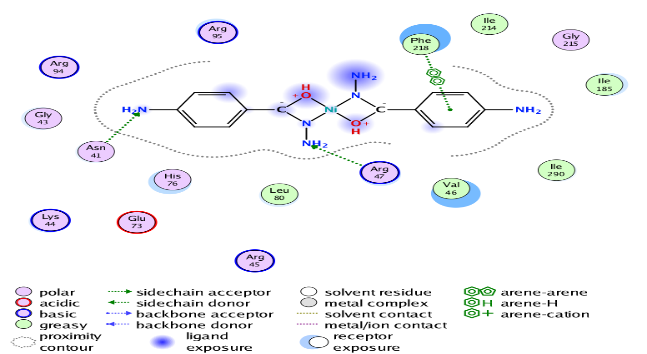 Arg
95
Ile
214
Phe
218
Gly
215
Arg
94
Ile
185
NH₂
H
+O
N
H₂N
C-
Ni
C-
NH₂
Gly
43
N
O+
H
NH₂
Asn
41
His
76
Arg
47
Ile
290
Leu
80
Val
46
Lys
44
Glu
73
Arg
45
polar
sidechain acceptor
solvent residue
arene-arene
acidic
sidechain donor
metal complex
H arene-H
basic
backbone acceptor
solvent contact
+ arene-cation
greasy
backbone donor
metal/ion contact
proximity
contour
ligand
exposure
receptor
exposure